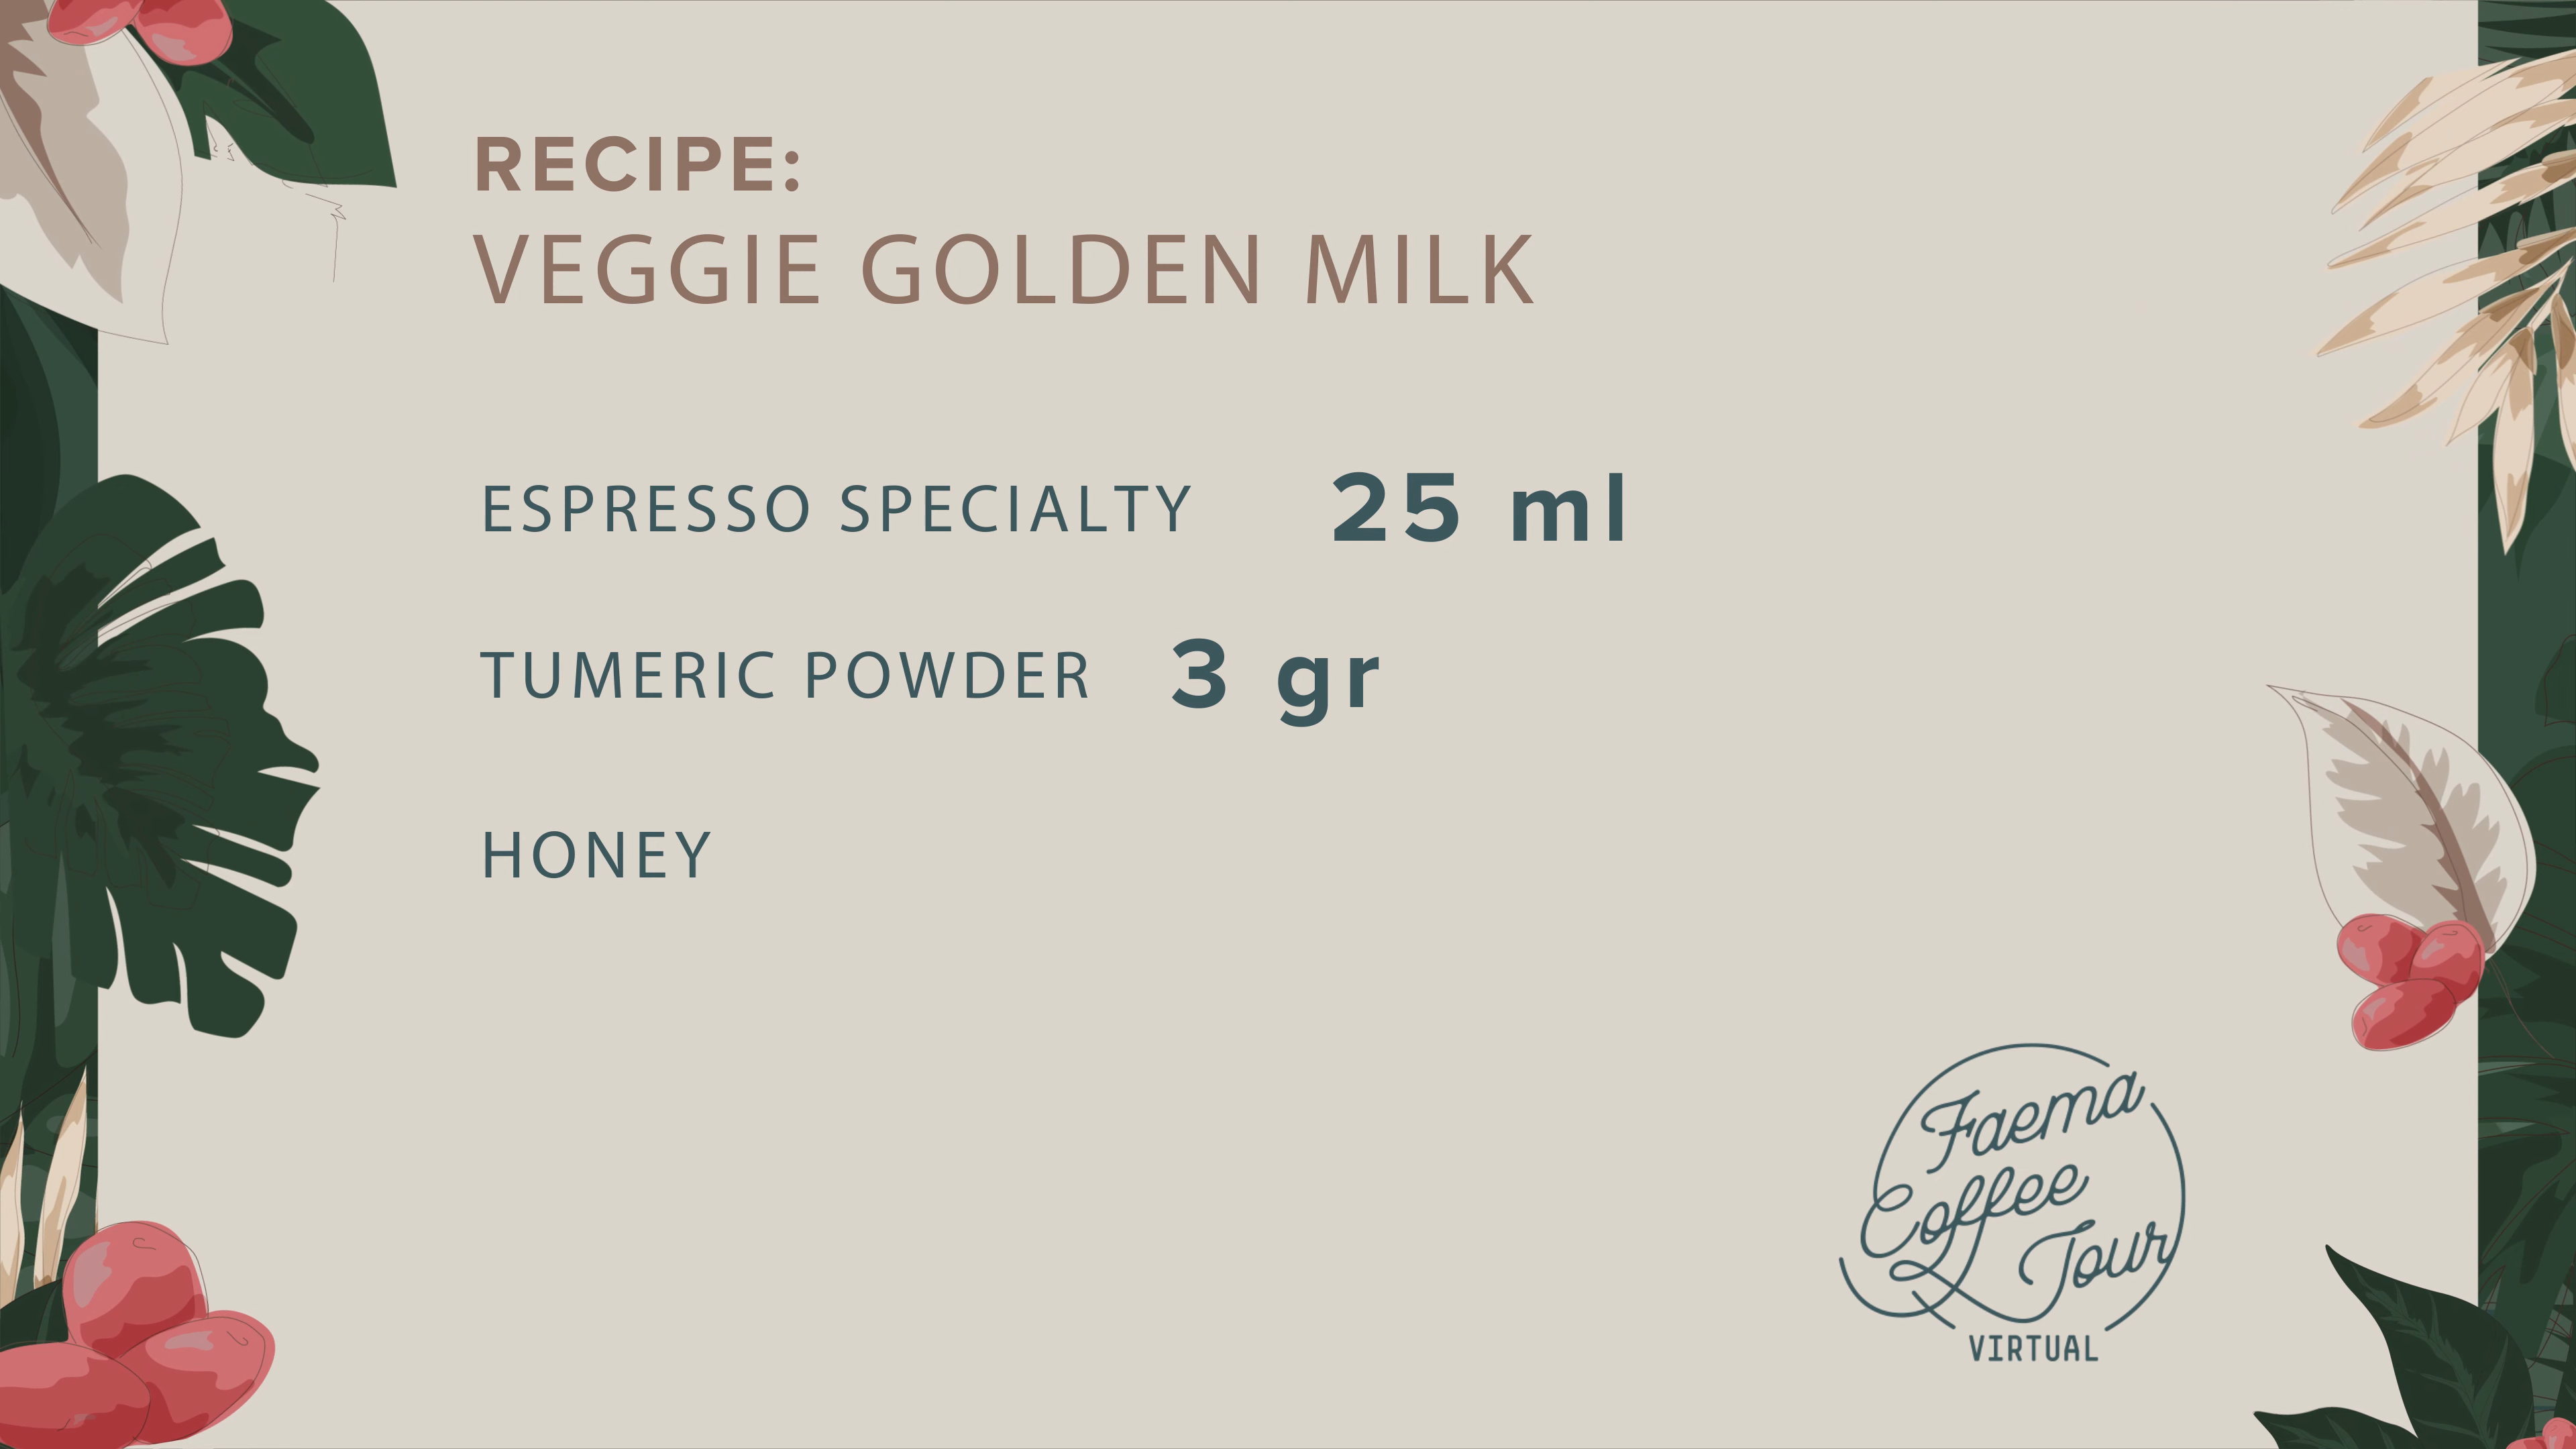 RECIPE:
VEGGIE GOLDEN MILK
ESPRESSO SPECIALTY 25 ml
TUMERIC POWDER 3 gr
HONEY
Faema
Coffee
Tour
VIRTUAL